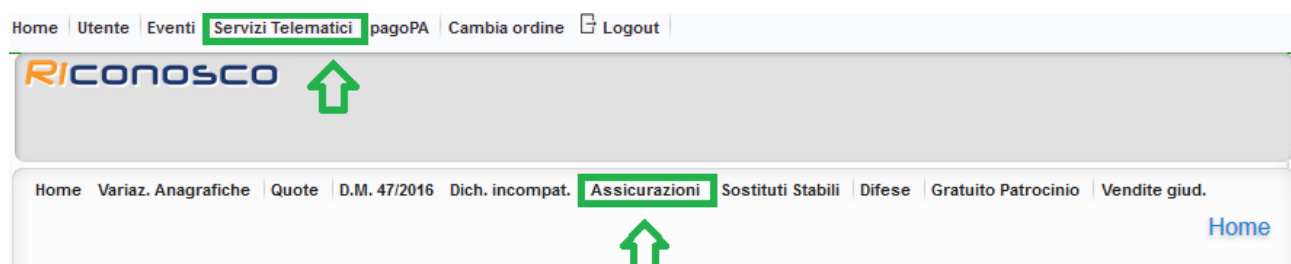 Home Utente Eventi Servizi Telematici pagoPA Cambia ordine Logout
Riconosco
Home Variaz. Anagrafiche Quote D.M. 47/2016 Dich. incompat. Assicurazioni Sostituti Stabili Difese Gratuito Patrocinio Vendite giud.
Home